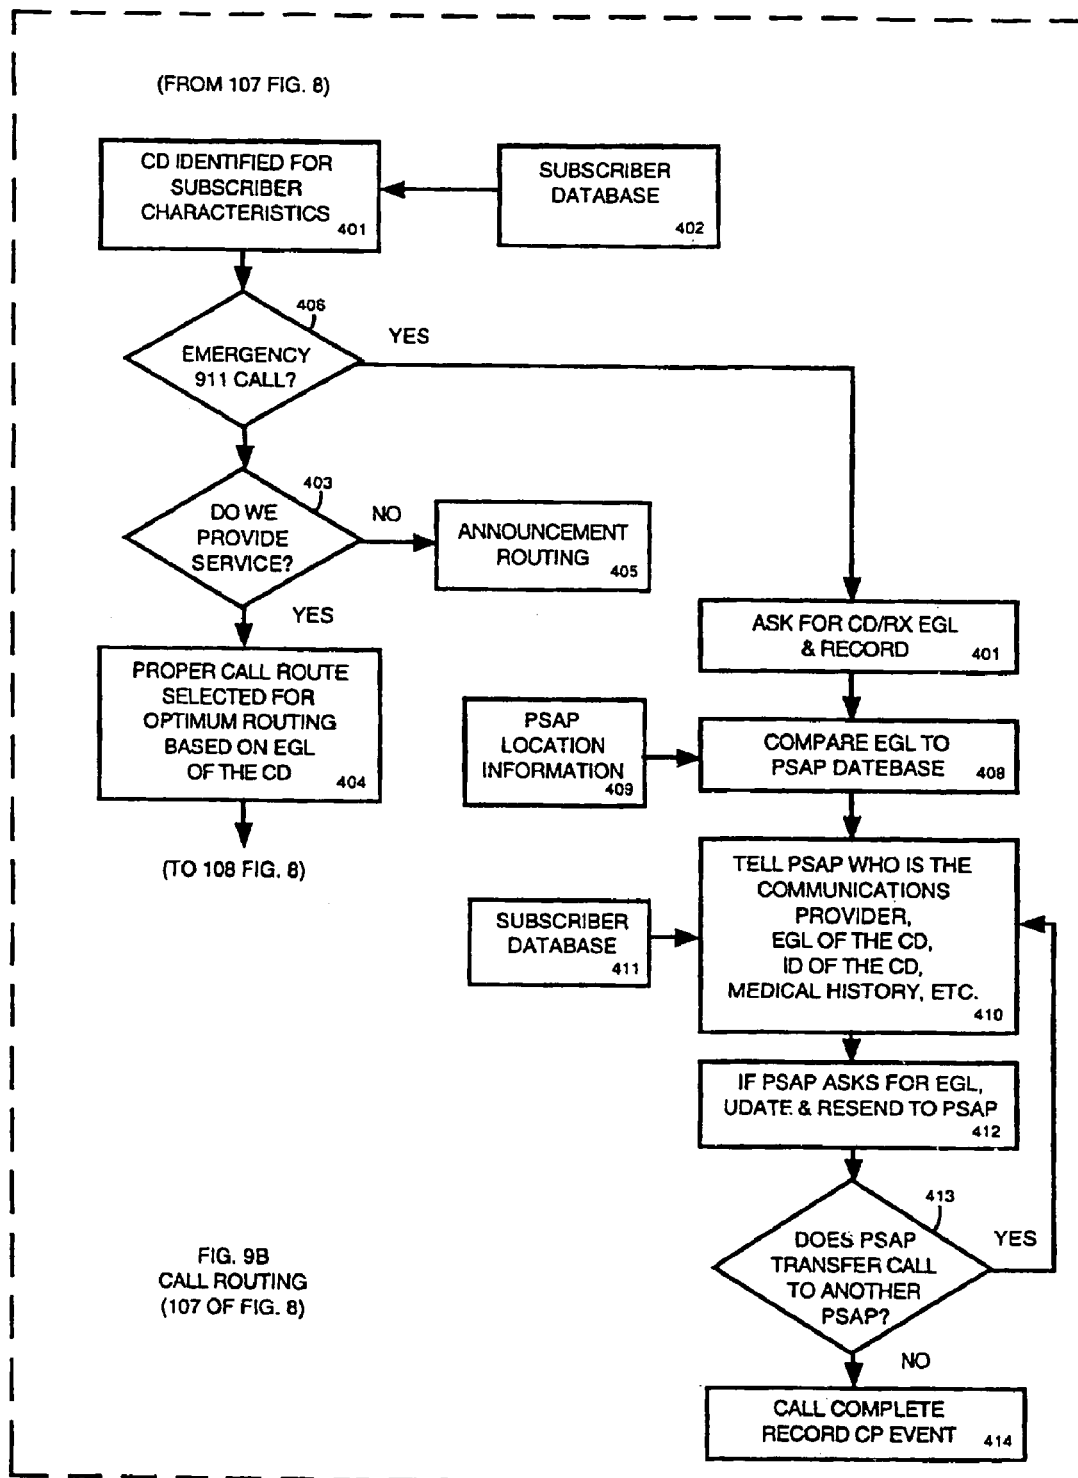 (FROM 107 FIG. 8)
CD IDENTIFIED FOR
SUBSCRIBER
CHARACTERISTICS
401
SUBSCRIBER
DATABASE
402
406
EMERGENCY
911 CALL?
YES
403
DO WE
PROVIDE
SERVICE?
NO
ANNOUNCEMENT
ROUTING
405
YES
PROPER CALL ROUTE
SELECTED FOR
OPTIMUM ROUTING
BASED ON EGL
OF THE CD
404
(TO 108 FIG. 8)
ASK FOR CD/RX EGL
& RECORD
401
PSAP
LOCATION
INFORMATION
409
COMPARE EGL TO
PSAP DATEBASE
408
SUBSCRIBER
DATABASE
411
TELL PSAP WHO IS THE
COMMUNICATIONS
PROVIDER,
EGL OF THE CD,
ID OF THE CD,
MEDICAL HISTORY, ETC.
410
IF PSAP ASKS FOR EGL,
UDATE & RESEND TO PSAP
412
413
DOES PSAP
TRANSFER CALL
TO ANOTHER
PSAP?
YES
NO
CALL COMPLETE
RECORD CP EVENT
414
FIG. 9B
CALL ROUTING
(107 OF FIG. 8)